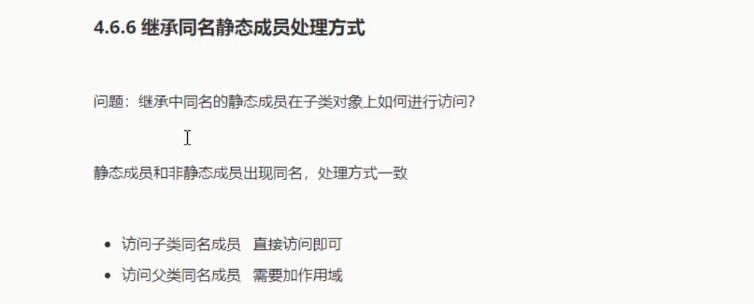 4.6.6 继承同名静态成员处理方式
问题：继承中同名的静态成员在子类对象上如何进行访问？
静态成员和非静态成员出现同名，处理方式一致
• 访问子类同名成员 直接访问即可
• 访问父类同名成员 需要加作用域